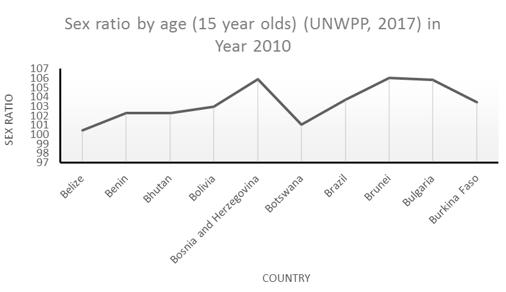 Sex ratio by age (15 year olds) (UNWPP, 2017) in
Year 2010
107
106
105
104
103
102
101
100
99
98
97
SEX RATIO
Belize
Benin
Bhutan
Bolivia
Bosnia and Herzegovina
Botswana
Brazil
Brunei
Bulgaria
Burkina Faso
COUNTRY